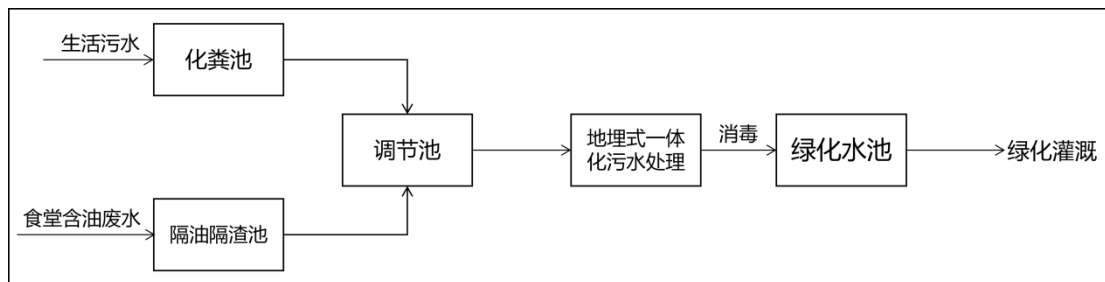 生活污水
化粪池
调节池
地埋式一体
化污水处理
消毒
绿化水池
绿化灌溉
食堂含油废水
隔油隔渣池